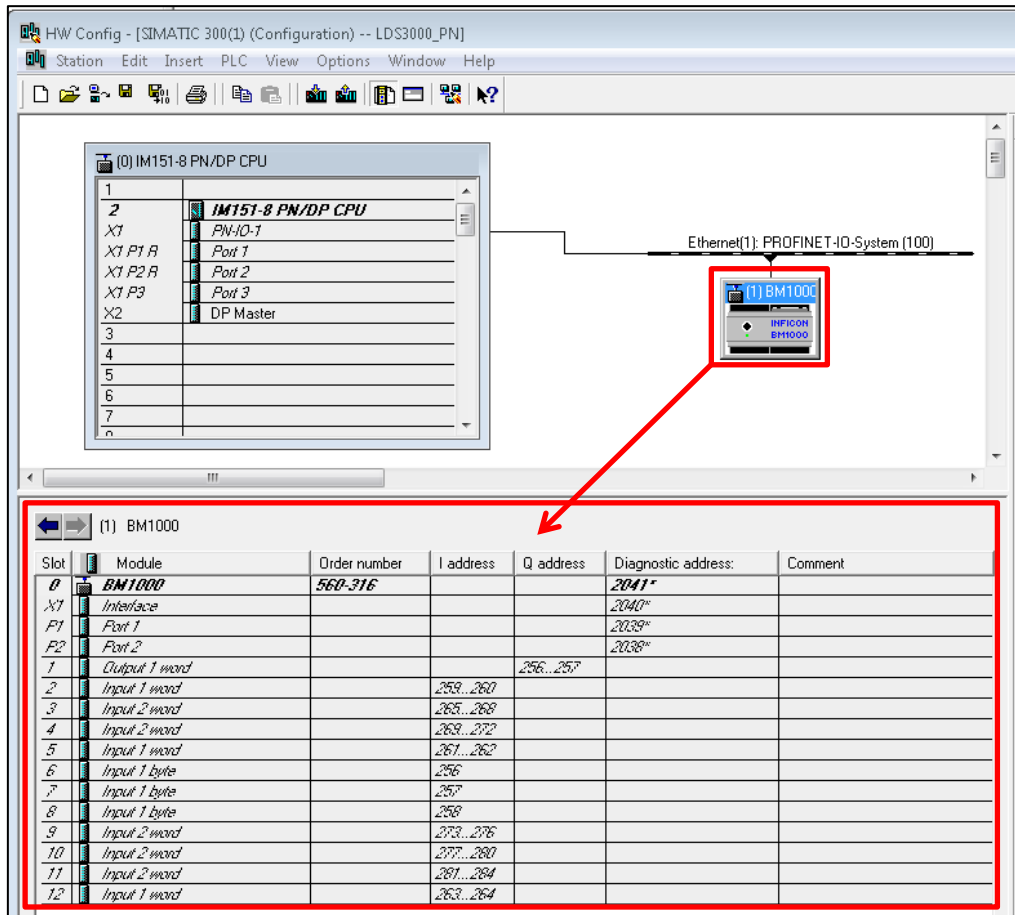 HW Config - [SIMATIC 300(1) (Configuration) -- LDS3000_PN]
Station Edit Insert PLC View Options Window Help
(0) IM151-8 PN/DP CPU
1
2 IM151-8 PN/DP CPU
X1 PN-IO-1
X1 P1 R Port 1
X1 P2 R Port 2
X1 P3 Port 3
X2 DP Master
3
4
5
6
7
Ethernet(1): PROFINET-IO-System (100)
(1) BM1000
INFICON
BM1000
(1) BM1000
Slot Module Order number I address Q address Diagnostic address: Comment
0 BM1000 560-316 2041*
X1 Interface 2040*
P1 Port 1 2039*
P2 Port 2 2038*
1 Output 1 word 256...257
2 Input 1 word 259...260
3 Input 2 word 265...268
4 Input 2 word 269...272
5 Input 1 word 261...262
6 Input 1 byte 256
7 Input 1 byte 257
8 Input 1 byte 258
9 Input 2 word 273...276
10 Input 2 word 277...280
11 Input 2 word 281...284
12 Input 1 word 263...264